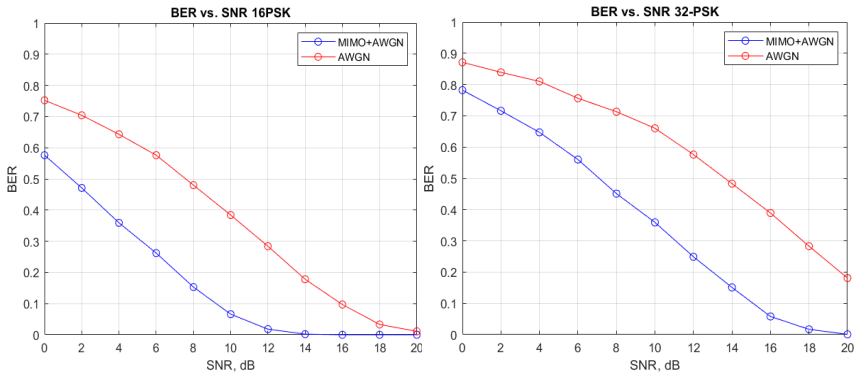 BER vs. SNR 16PSK
MIMO+AWGN
AWGN
1
0.9
0.8
0.7
0.6
0.5
0.4
0.3
0.2
0.1
0
BER
0 2 4 6 8 10 12 14 16 18 20
SNR, dB
BER vs. SNR 32-PSK
MIMO+AWGN
AWGN
1
0.9
0.8
0.7
0.6
0.5
0.4
0.3
0.2
0.1
0
BER
0 2 4 6 8 10 12 14 16 18 20
SNR, dB